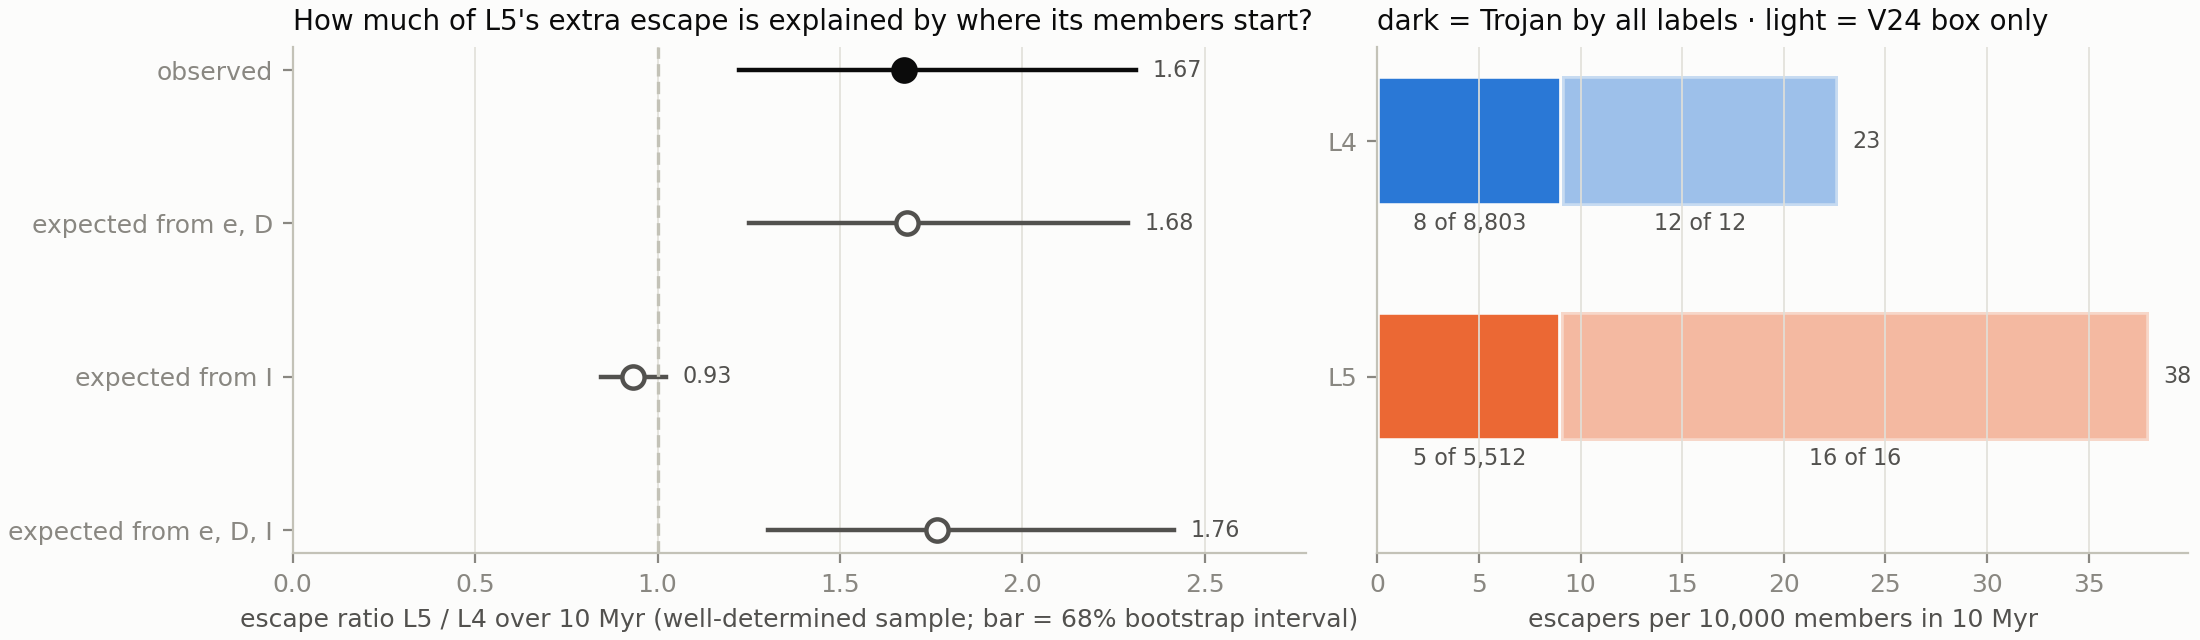 How much of L5's extra escape is explained by where its members start?
observed
1.67
expected from e, D
1.68
expected from I
0.93
expected from e, D, I
1.76
0.0 0.5 1.0 1.5 2.0 2.5
escape ratio L5 / L4 over 10 Myr (well-determined sample; bar = 68% bootstrap interval)
dark = Trojan by all labels · light = V24 box only
L4
23
8 of 8,803 12 of 12
L5
38
5 of 5,512 16 of 16
0 5 10 15 20 25 30 35
escapers per 10,000 members in 10 Myr